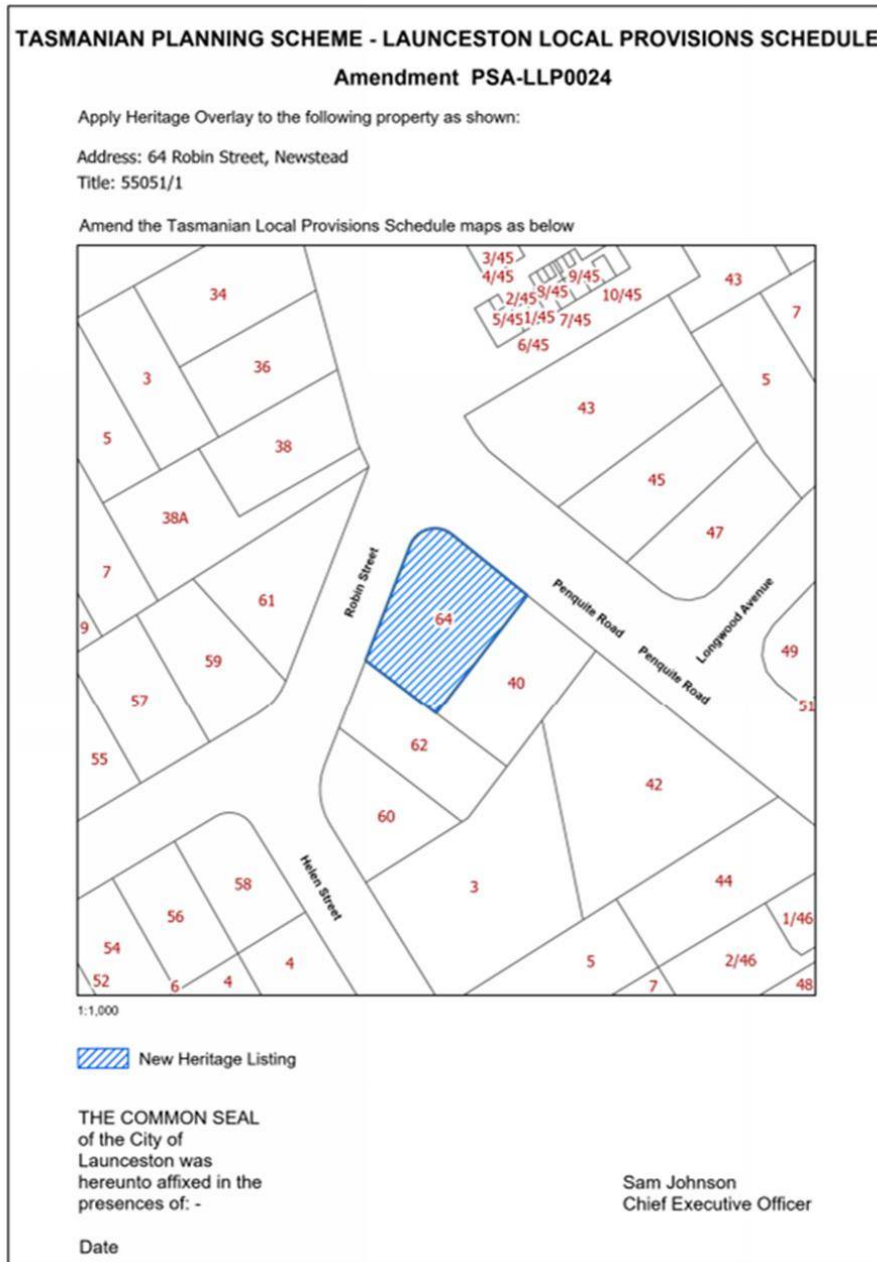 TASMANIAN PLANNING SCHEME - LAUNCESTON LOCAL PROVISIONS SCHEDULE
Amendment PSA-LLP0024
Apply Heritage Overlay to the following property as shown:
Address: 64 Robin Street, Newstead
Title: 55051/1
Amend the Tasmanian Local Provisions Schedule maps as below
3/45
4/45
9/45
8/45
2/45
10/45
5/45
1/45
7/45
6/45
43
7
34
3
36
5
5
43
38
45
38A
47
7
61
Robin Street
64
Penquite Road
Longwood Avenue
9
59
49
Penquite Road
40
57
51
62
55
42
60
58
Helen Street
3
44
56
1/46
54
4
5
2/46
52
6
4
7
48
1:1,000
New Heritage Listing
THE COMMON SEAL
of the City of
Launceston was
hereunto affixed in the
presences of: -
Sam Johnson
Chief Executive Officer
Date